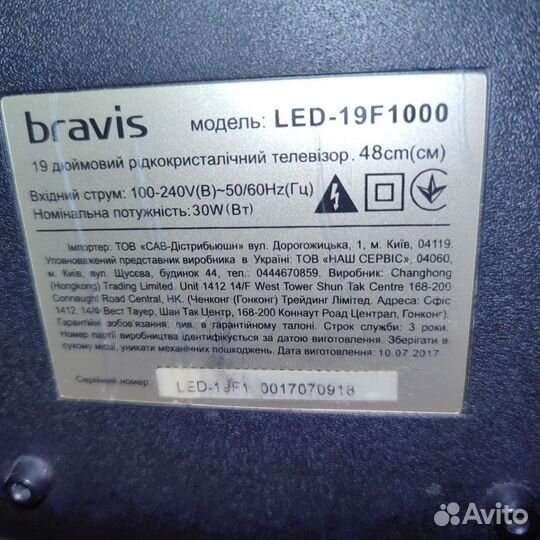 bravis модель: LED-19F1000
19 дюймовий рідкокристалічний телевізор. 48cm(см)
Вхідний струм: 100-240V(В)~50/60Hz(Гц)
Номінальна потужність:30W(Вт)
Імпортер: ТОВ «САВ-Дістрибьюшн» вул. Дорогожицька, 1, м. Київ, 04119.
Уповноважений представник виробника в Україні: ТОВ "НАШ СЕРВІС", 04060,
м. Київ, вул. Щусєва, будинок 44, тел.: 0444670859. Виробник: Changhong
(Hongkong) Trading Limited. Unit 1412 14/F West Tower Shun Tak Centre 168-200
Connaught Road Central, HK. (Ченконг (Гонконг) Трейдінг Лімітед. Адреса: Офіс
1412, 14/Ф Вест Тауер, Шан Так Центр, 168-200 Коннаут Роад Централ, Гонконг).
Гарантійні зобов'язання: див. в гарантійному талоні. Строк служби: 3 роки.
Номер партії виробництва ідентифікується за датою виготовлення. Зберігати в
сухому місці, уникати механічних пошкоджень. Дата виготовлення: 10.07.2017
Серійний номер: LED-19F1 0017070918
Avito